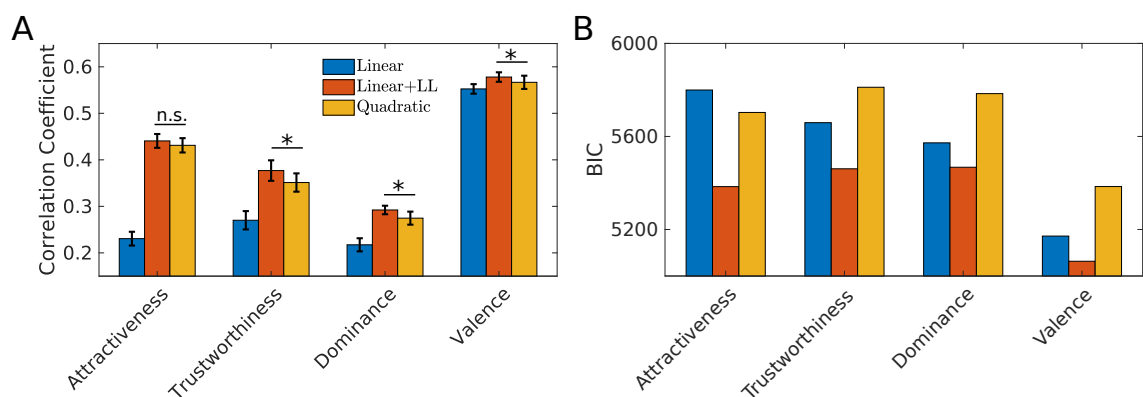 A
Correlation Coefficient
0.6
0.5
0.4
0.3
0.2
n.s.
*
*
*
Linear
Linear+LL
Quadratic
Attractiveness
Trustworthiness
Dominance
Valence
B
BIC
6000
5600
5200
Attractiveness
Trustworthiness
Dominance
Valence